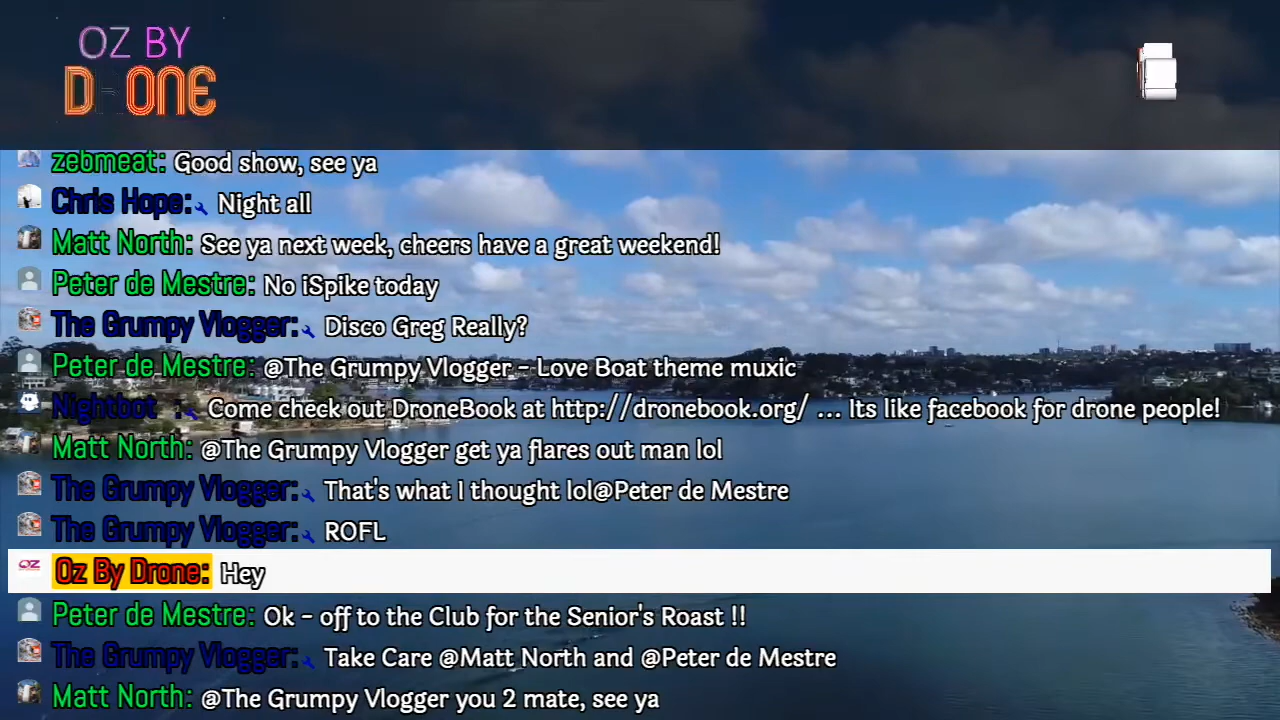 OZ BY
DRONE
zebmeat: Good show, see ya
Chris Hope: Night all
Matt North: See ya next week, cheers have a great weekend!
Peter de Mestre: No iSpike today
The Grumpy Vlogger: Disco Greg Really?
Peter de Mestre: @The Grumpy Vlogger - Love Boat theme muxic
Nightbot : Come check out DroneBook at http://dronebook.org/ ... Its like facebook for drone people!
Matt North: @The Grumpy Vlogger get ya flares out man lol
The Grumpy Vlogger: That's what I thought lol@Peter de Mestre
The Grumpy Vlogger: ROFL
OZ
Oz By Drone: Hey
Peter de Mestre: Ok - off to the Club for the Senior's Roast !!
The Grumpy Vlogger: Take Care @Matt North and @Peter de Mestre
Matt North: @The Grumpy Vlogger you 2 mate, see ya